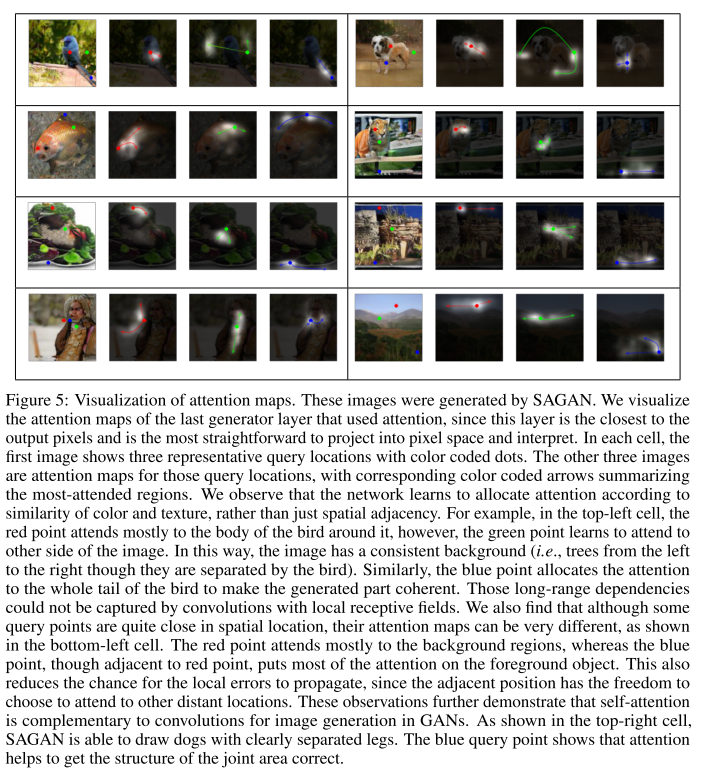 Figure 5: Visualization of attention maps. These images were generated by SAGAN. We visualize
the attention maps of the last generator layer that used attention, since this layer is the closest to the
output pixels and is the most straightforward to project into pixel space and interpret. In each cell, the
first image shows three representative query locations with color coded dots. The other three images
are attention maps for those query locations, with corresponding color coded arrows summarizing
the most-attended regions. We observe that the network learns to allocate attention according to
similarity of color and texture, rather than just spatial adjacency. For example, in the top-left cell, the
red point attends mostly to the body of the bird around it, however, the green point learns to attend to
other side of the image. In this way, the image has a consistent background (i.e., trees from the left
to the right though they are separated by the bird). Similarly, the blue point allocates the attention
to the whole tail of the bird to make the generated part coherent. Those long-range dependencies
could not be captured by convolutions with local receptive fields. We also find that although some
query points are quite close in spatial location, their attention maps can be very different, as shown
in the bottom-left cell. The red point attends mostly to the background regions, whereas the blue
point, though adjacent to red point, puts most of the attention on the foreground object. This also
reduces the chance for the local errors to propagate, since the adjacent position has the freedom to
choose to attend to other distant locations. These observations further demonstrate that self-attention
is complementary to convolutions for image generation in GANs. As shown in the top-right cell,
SAGAN is able to draw dogs with clearly separated legs. The blue query point shows that attention
helps to get the structure of the joint area correct.